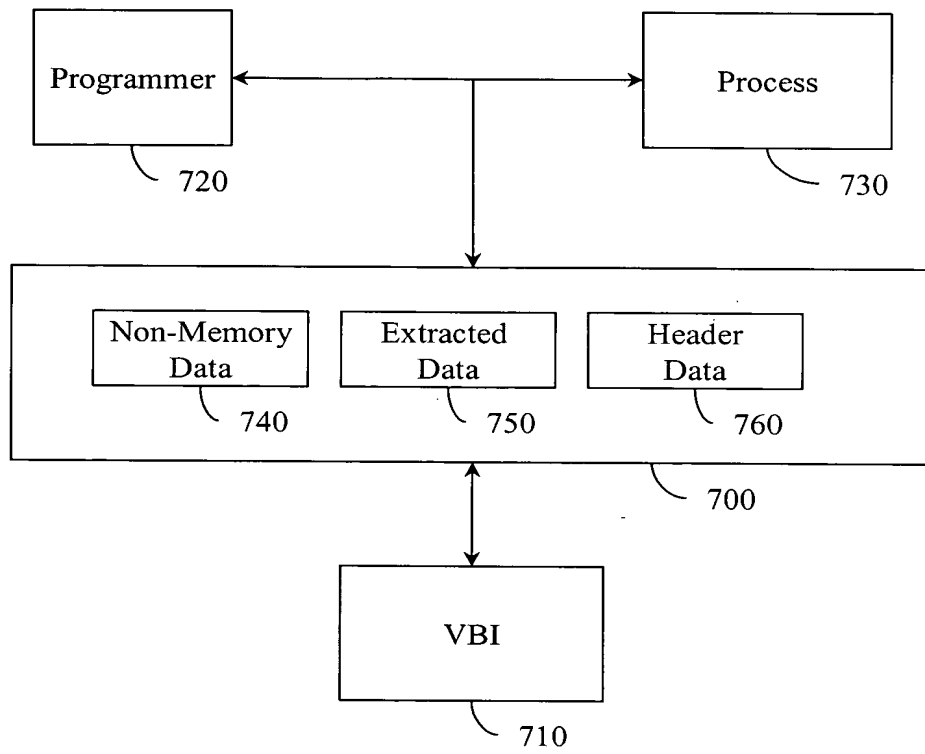 Programmer
Process
720
730
Non-Memory
Data
Extracted
Data
Header
Data
740
750
760
700
VBI
710